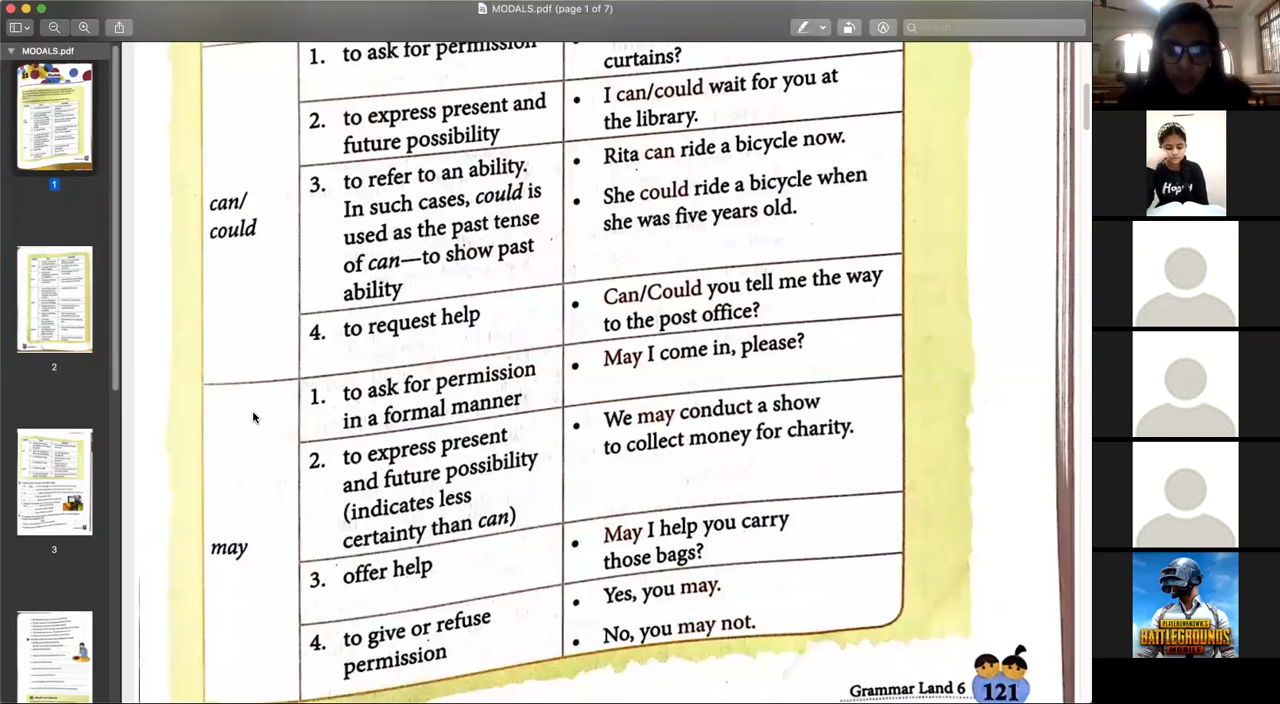 MODALS.pdf (page 1 of 7)
Search
MODALS.pdf
1
2
3
can/
could
1. to ask for permission
curtains?
2. to express present and
future possibility
• I can/could wait for you at
the library.
3. to refer to an ability.
In such cases, could is
used as the past tense
of can—to show past
ability
• Rita can ride a bicycle now.
• She could ride a bicycle when
she was five years old.
4. to request help
• Can/Could you tell me the way
to the post office?
may
1. to ask for permission
in a formal manner
• May I come in, please?
2. to express present
and future possibility
(indicates less
certainty than can)
• We may conduct a show
to collect money for charity.
3. offer help
• May I help you carry
those bags?
4. to give or refuse
permission
• Yes, you may.
• No, you may not.
Grammar Land 6
121
PLAYERUNKNOWN'S
BATTLEGROUNDS
MOBILE